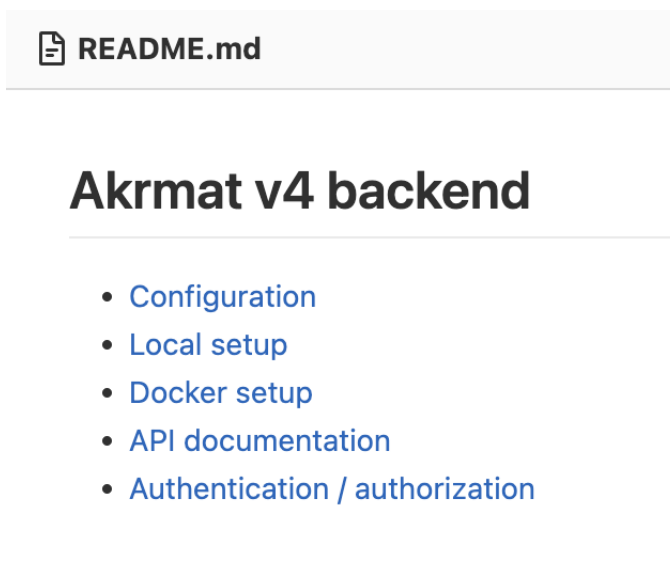 README.md
Akrmat v4 backend
Configuration
Local setup
Docker setup
API documentation
Authentication / authorization